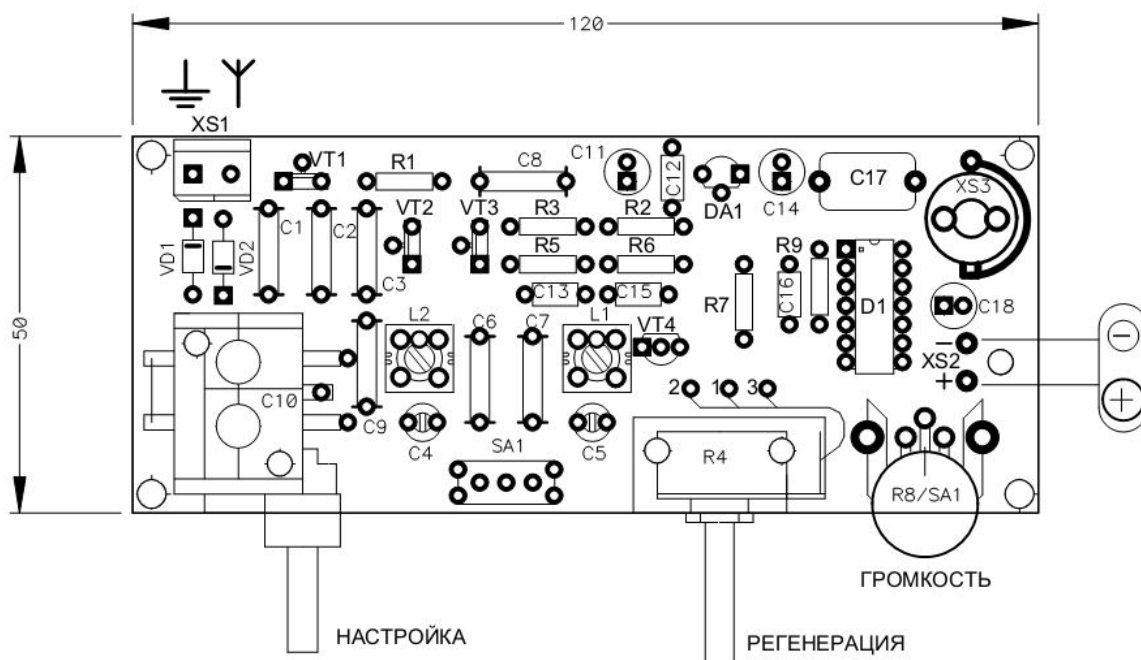 120
50
XS1
VT1
R1
C8
C11
C12
DA1
C14
C17
XS3
VD1
VD2
C1
C2
C3
VT2
VT3
R3
R2
R5
R6
C13
C15
R7
R9
C16
D1
C18
L2
C6
C7
L1
VT4
XS2
−
+
−
+
C10
C9
C4
SA1
C5
2
1
3
R4
R8/SA1
ГРОМКОСТЬ
НАСТРОЙКА
РЕГЕНЕРАЦИЯ